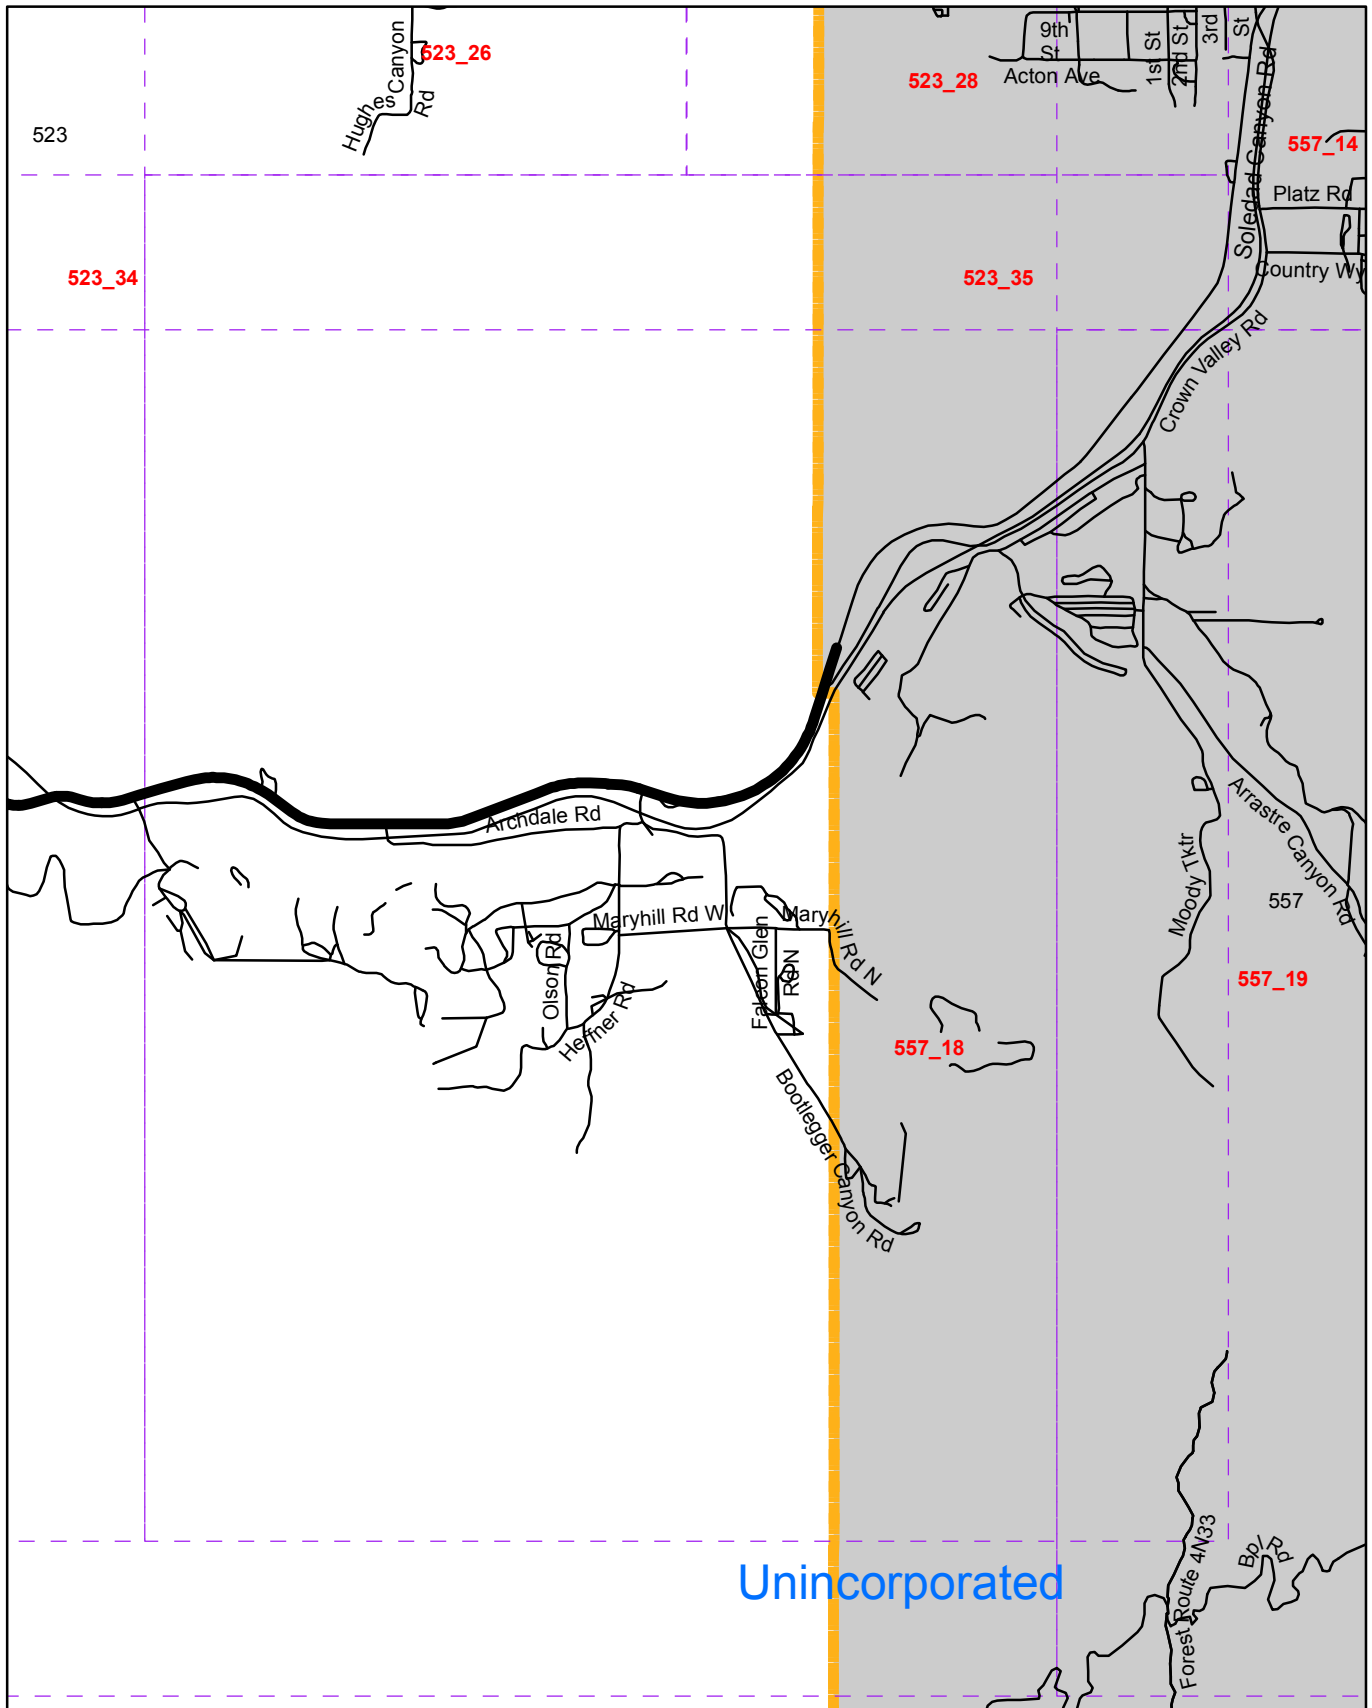 Hughes Canyon Rd
523_26
523
9th St
Acton Ave
1st St
2nd St
3rd St
523_28
Soledad Canyon Rd
557_14
Platz Rd
Country Wy
523_34
523_35
Crown Valley Rd
Archdale Rd
Arrastre Canyon Rd
Moody Tktr
557
Maryhill Rd W
Maryhill Rd N
Olson Rd
Heffner Rd
Falcon Glen Rd N
557_19
557_18
Bootlegger Canyon Rd
Forest Route 4N33
Bp/ Rd
Unincorporated